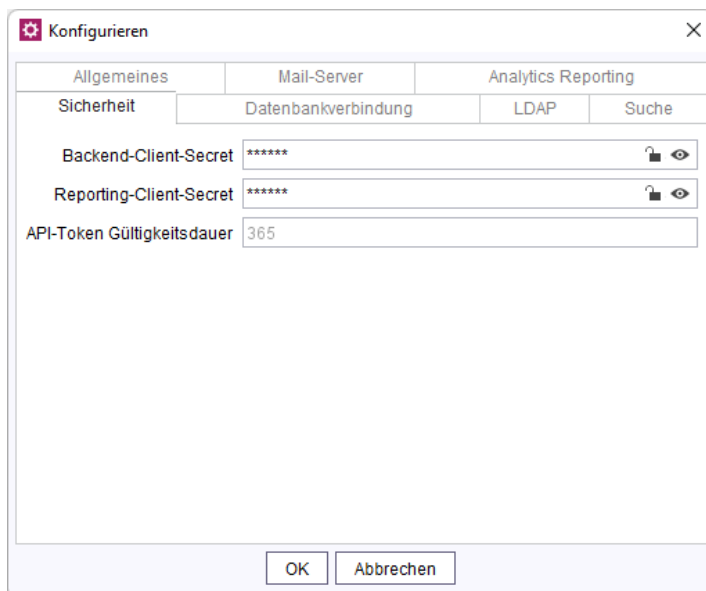 Konfigurieren
Allgemeines Mail-Server Analytics Reporting
Sicherheit Datenbankverbindung LDAP Suche
Backend-Client-Secret ******
Reporting-Client-Secret ******
API-Token Gültigkeitsdauer 365
OK Abbrechen